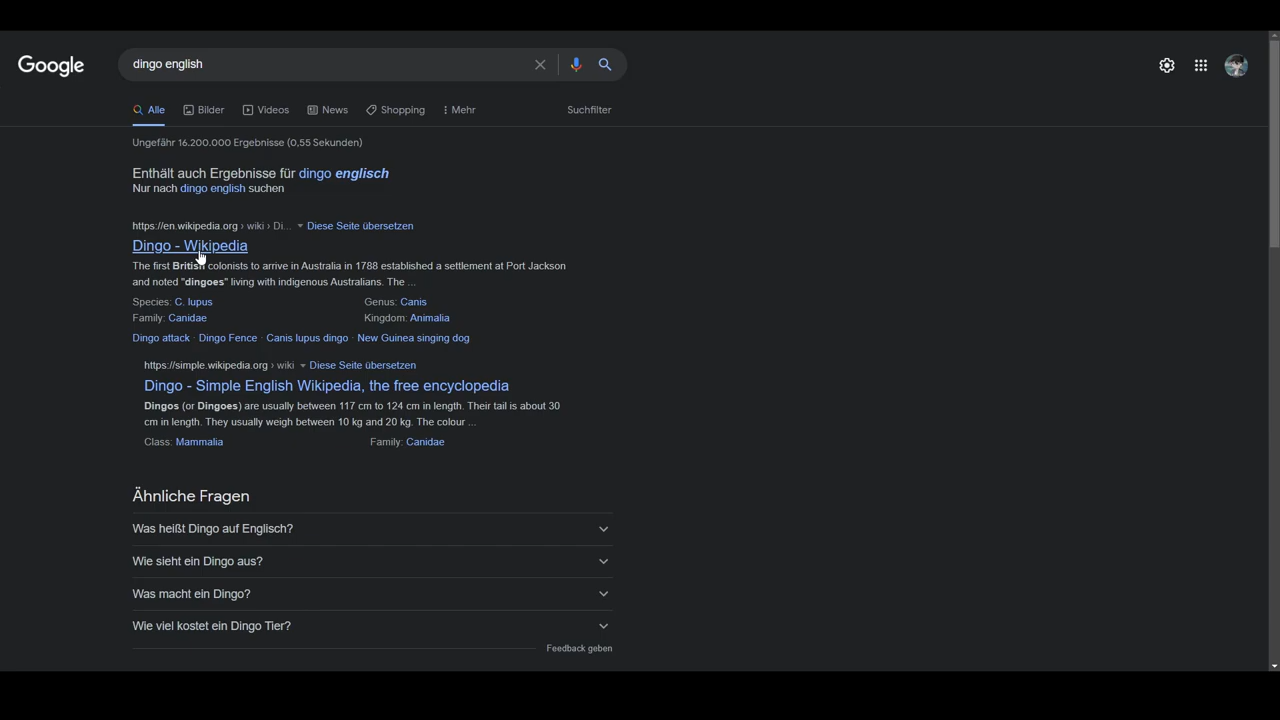 Google
dingo english
Alle Bilder Videos News Shopping Mehr Suchfilter
Ungefähr 16.200.000 Ergebnisse (0,55 Sekunden)
Enthält auch Ergebnisse für dingo englisch
Nur nach dingo english suchen
https://en.wikipedia.org › wiki › Di... Diese Seite übersetzen
Dingo - Wikipedia
The first British colonists to arrive in Australia in 1788 established a settlement at Port Jackson
and noted "dingoes" living with indigenous Australians. The ...
Species: C. lupus Genus: Canis
Family: Canidae Kingdom: Animalia
Dingo attack · Dingo Fence · Canis lupus dingo · New Guinea singing dog
https://simple.wikipedia.org › wiki Diese Seite übersetzen
Dingo - Simple English Wikipedia, the free encyclopedia
Dingos (or Dingoes) are usually between 117 cm to 124 cm in length. Their tail is about 30
cm in length. They usually weigh between 10 kg and 20 kg. The colour ...
Class: Mammalia Family: Canidae
Ähnliche Fragen
Was heißt Dingo auf Englisch?
Wie sieht ein Dingo aus?
Was macht ein Dingo?
Wie viel kostet ein Dingo Tier?
Feedback geben